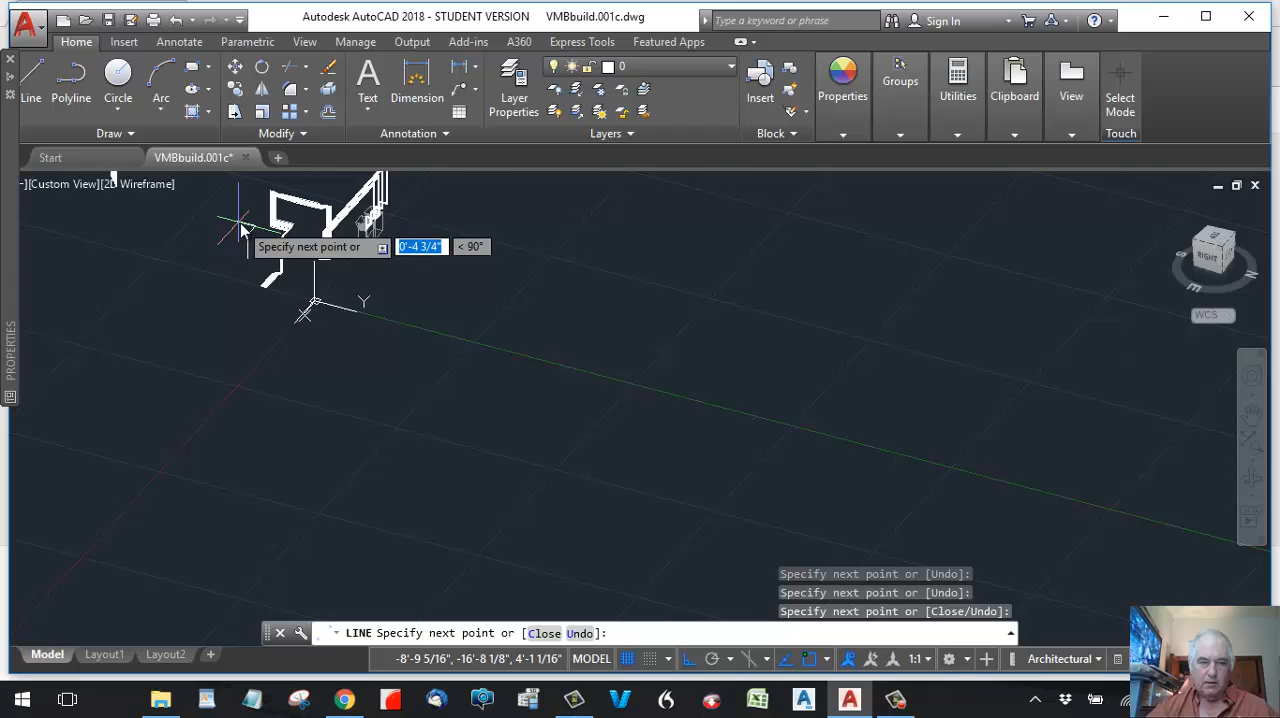 Autodesk AutoCAD 2018 - STUDENT VERSION VMBbuild.001c.dwg
Type a keyword or phrase
Sign In
Home Insert Annotate Parametric View Manage Output Add-ins A360 Express Tools Featured Apps
0
Line Polyline Circle Arc
Text Dimension
Layer Properties
Insert
Properties
Groups
Utilities
Clipboard
View
Select Mode
Draw Modify Annotation Layers Block Touch
Start VMBbuild.001c*
[Custom View][2D Wireframe]
RIGHT
S N E
WCS
Specify next point or 0'-4 3/4" < 90°
Y
X
PROPERTIES
Specify next point or [Undo]:
Specify next point or [Undo]:
Specify next point or [Close/Undo]:
LINE Specify next point or [Close Undo]:
Model Layout1 Layout2
-8'-9 5/16", -16'-8 1/8", 4'-1 1/16" MODEL 1:1 Architectural